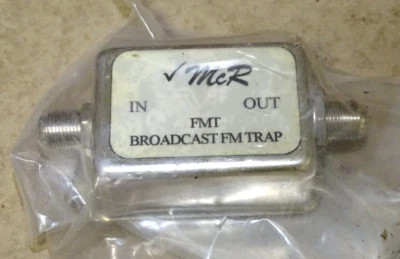 ✓ McR
IN OUT
FMT
BROADCAST FM TRAP